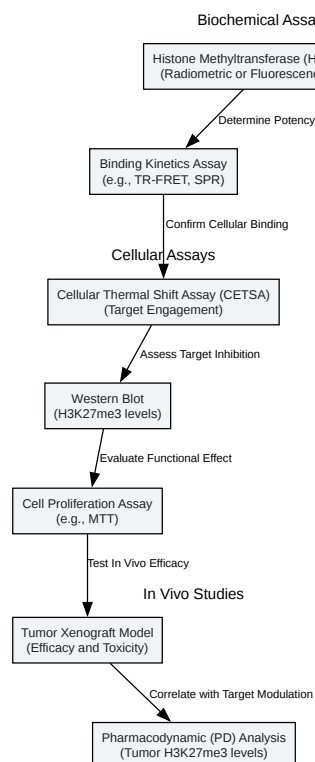 Biochemical Assa
Histone Methyltransferase (H
(Radiometric or Fluorescen
Determine Potency
Binding Kinetics Assay
(e.g., TR-FRET, SPR)
Confirm Cellular Binding
Cellular Assays
Cellular Thermal Shift Assay (CETSA)
(Target Engagement)
Assess Target Inhibition
Western Blot
(H3K27me3 levels)
Evaluate Functional Effect
Cell Proliferation Assay
(e.g., MTT)
Test In Vivo Efficacy
In Vivo Studies
Tumor Xenograft Model
(Efficacy and Toxicity)
Correlate with Target Modulation
Pharmacodynamic (PD) Analysis
(Tumor H3K27me3 levels)